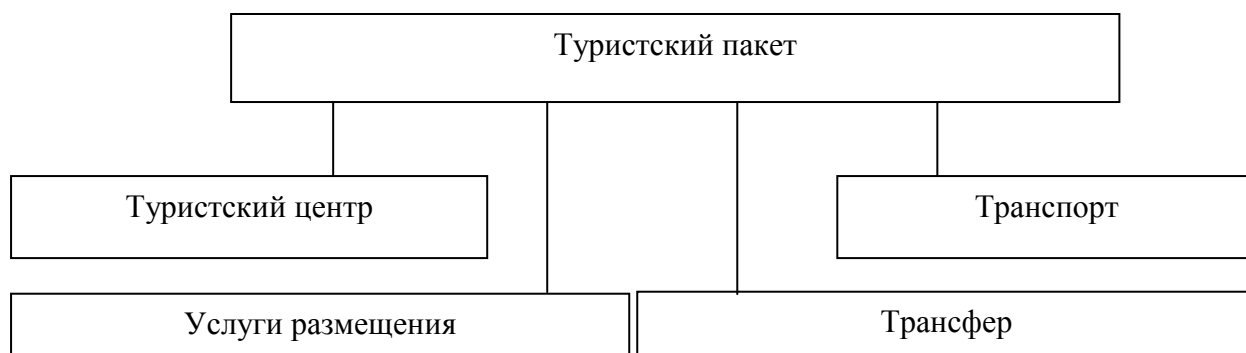 Туристский пакет
Туристский центр
Транспорт
Услуги размещения
Трансфер